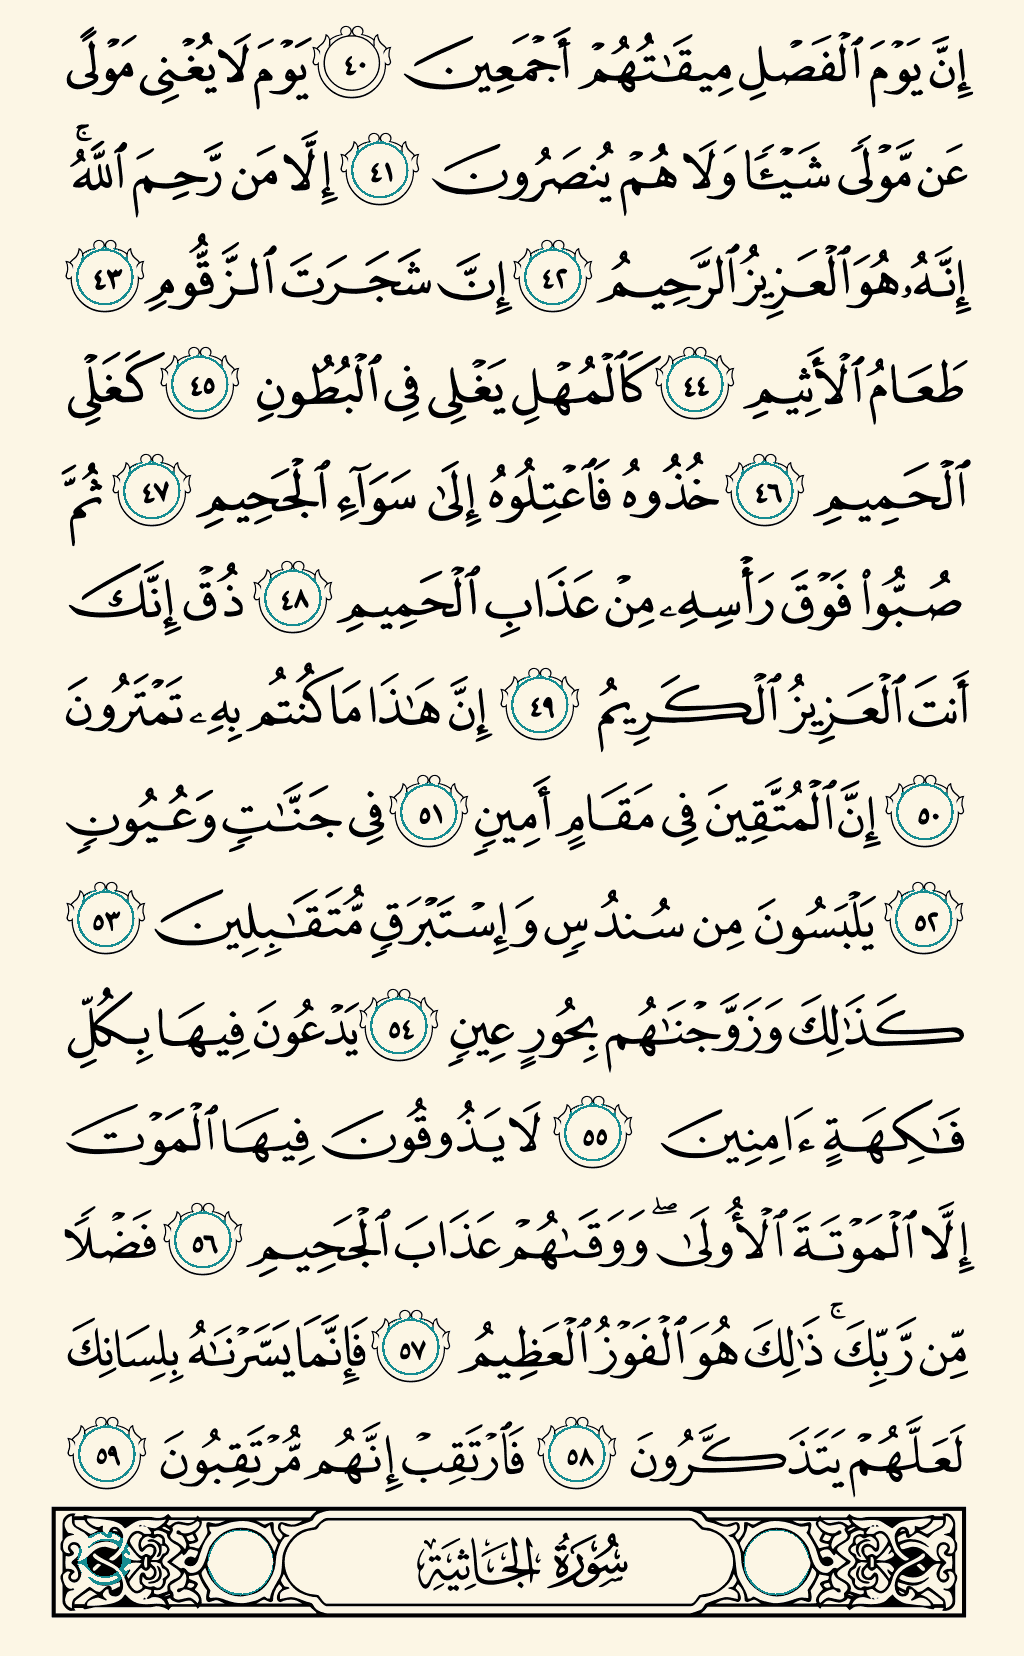 إِنَّ يَوْمَ ٱلْفَصْلِ مِيقَـٰتُهُمْ أَجْمَعِينَ ٤٠ يَوْمَ لَا يُغْنِى مَوْلًى
عَن مَّوْلًى شَيْـًٔا وَلَا هُمْ يُنصَرُونَ ٤١ إِلَّا مَن رَّحِمَ ٱللَّهُ ۚ
إِنَّهُۥ هُوَ ٱلْعَزِيزُ ٱلرَّحِيمُ ٤٢ إِنَّ شَجَرَتَ ٱلزَّقُّومِ ٤٣
طَعَامُ ٱلْأَثِيمِ ٤٤ كَٱلْمُهْلِ يَغْلِى فِى ٱلْبُطُونِ ٤٥ كَغَلْىِ
ٱلْحَمِيمِ ٤٦ خُذُوهُ فَٱعْتِلُوهُ إِلَىٰ سَوَآءِ ٱلْجَحِيمِ ٤٧ ثُمَّ
صُبُّوا۟ فَوْقَ رَأْسِهِۦ مِنْ عَذَابِ ٱلْحَمِيمِ ٤٨ ذُقْ إِنَّكَ
أَنتَ ٱلْعَزِيزُ ٱلْكَرِيمُ ٤٩ إِنَّ هَـٰذَا مَا كُنتُم بِهِۦ تَمْتَرُونَ
٥٠ إِنَّ ٱلْمُتَّقِينَ فِى مَقَامٍ أَمِينٍ ٥١ فِى جَنَّـٰتٍ وَعُيُونٍ
٥٢ يَلْبَسُونَ مِن سُندُسٍ وَإِسْتَبْرَقٍ مُّتَقَـٰبِلِينَ ٥٣
كَذَٰلِكَ وَزَوَّجْنَـٰهُم بِحُورٍ عِينٍ ٥٤ يَدْعُونَ فِيهَا بِكُلِّ
فَـٰكِهَةٍ ءَامِنِينَ ٥٥ لَا يَذُوقُونَ فِيهَا ٱلْمَوْتَ
إِلَّا ٱلْمَوْتَةَ ٱلْأُولَىٰ ۖ وَوَقَىٰهُمْ عَذَابَ ٱلْجَحِيمِ ٥٦ فَضْلًا
مِّن رَّبِّكَ ۚ ذَٰلِكَ هُوَ ٱلْفَوْزُ ٱلْعَظِيمُ ٥٧ فَإِنَّمَا يَسَّرْنَـٰهُ بِلِسَانِكَ
لَعَلَّهُمْ يَتَذَكَّرُونَ ٥٨ فَٱرْتَقِبْ إِنَّهُم مُّرْتَقِبُونَ ٥٩
سُورَةُ الجَاثِيَةِ